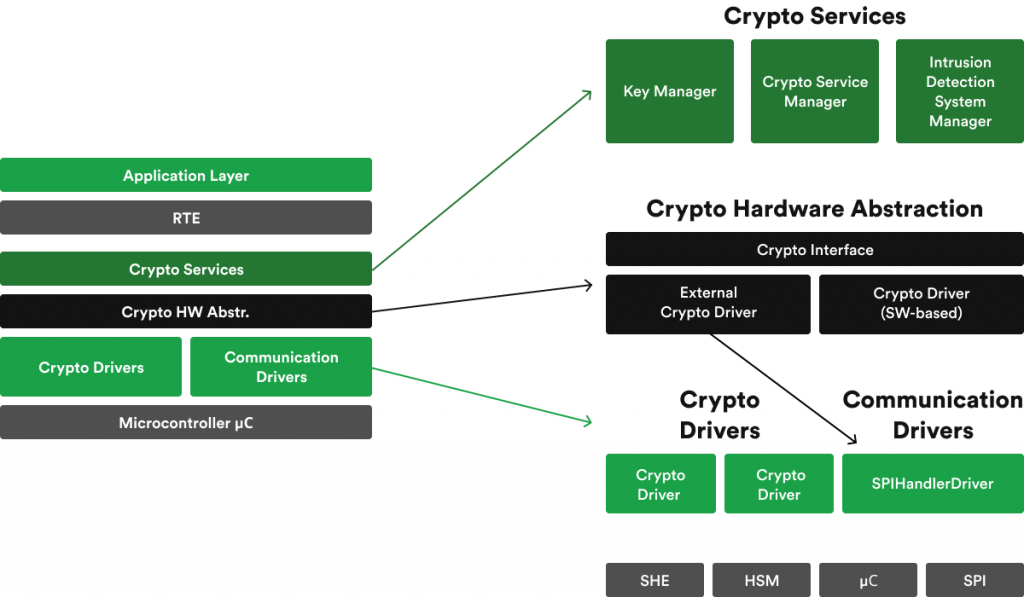 Application Layer
RTE
Crypto Services
Crypto HW Abstr.
Crypto Drivers
Communication
Drivers
Microcontroller µC
Crypto Services
Key Manager
Crypto Service
Manager
Intrusion
Detection
System
Manager
Crypto Hardware Abstraction
Crypto Interface
External
Crypto Driver
Crypto Driver
(SW-based)
Crypto
Drivers
Communication
Drivers
Crypto
Driver
Crypto
Driver
SPIHandlerDriver
SHE
HSM
µC
SPI